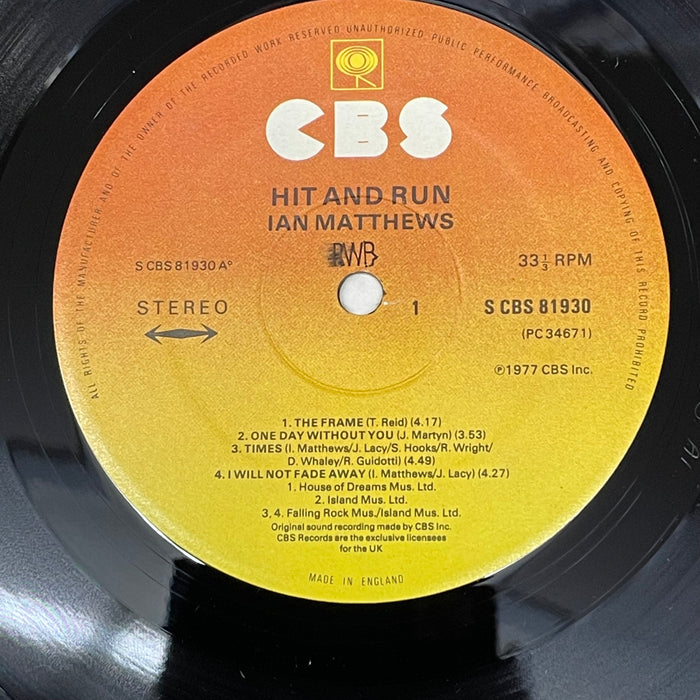 ALL RIGHTS OF THE MANUFACTURER AND OF THE OWNER OF THE RECORDED WORK RESERVED UNAUTHORIZED PUBLIC PERFORMANCE BROADCASTING AND COPYING OF THIS RECORD PROHIBITED
CBS
HIT AND RUN
IAN MATTHEWS
PWB
S CBS 81930 A°
33 1/3 RPM
STEREO
1
S CBS 81930
(PC 34671)
℗1977 CBS Inc.
1. THE FRAME (T. Reid) (4.17)
2. ONE DAY WITHOUT YOU (J. Martyn) (3.53)
3. TIMES (I. Matthews/J. Lacy/S. Hooks/R. Wright/
D. Whaley/R. Guidotti) (4.49)
4. I WILL NOT FADE AWAY (I. Matthews/J. Lacy) (4.27)
1. House of Dreams Mus. Ltd.
2. Island Mus. Ltd.
3, 4. Falling Rock Mus./Island Mus. Ltd.
Original sound recording made by CBS Inc.
CBS Records are the exclusive licensees
for the UK
MADE IN ENGLAND